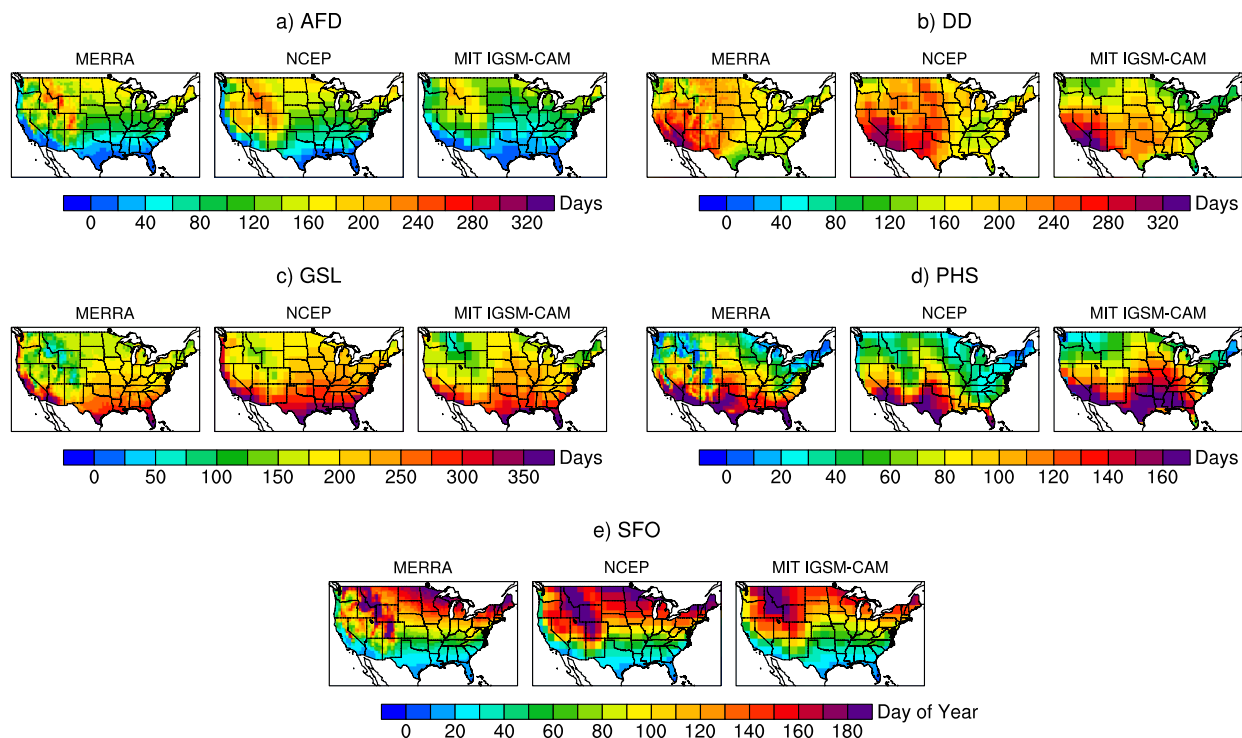 a) AFD
b) DD
MERRA NCEP MIT IGSM-CAM
MERRA NCEP MIT IGSM-CAM
0 40 80 120 160 200 240 280 320 Days
0 40 80 120 160 200 240 280 320 Days
c) GSL
d) PHS
MERRA NCEP MIT IGSM-CAM
MERRA NCEP MIT IGSM-CAM
0 50 100 150 200 250 300 350 Days
0 20 40 60 80 100 120 140 160 Days
e) SFO
MERRA NCEP MIT IGSM-CAM
0 20 40 60 80 100 120 140 160 180 Day of Year